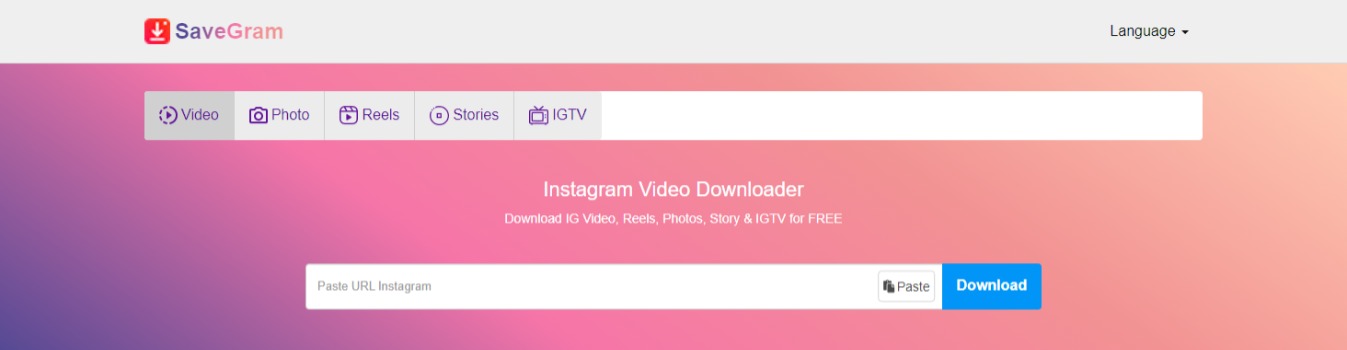 SaveGram
Language
Video Photo Reels Stories IGTV
Instagram Video Downloader
Download IG Video, Reels, Photos, Story & IGTV for FREE
Paste URL Instagram Paste Download